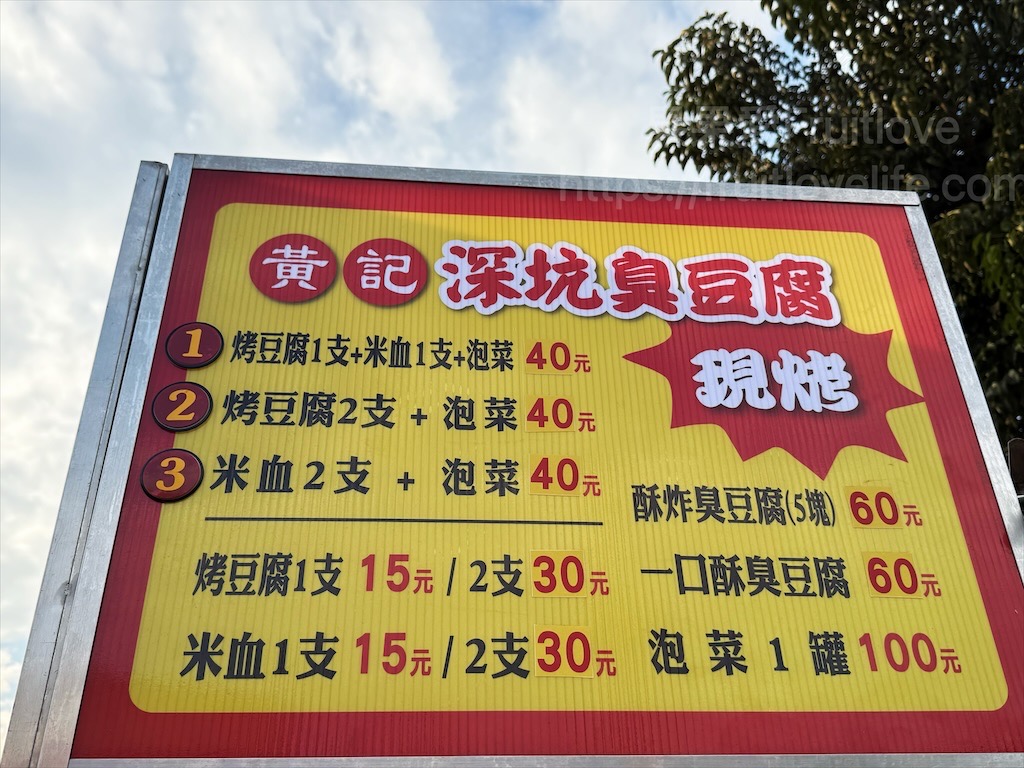 黃記深坑臭豆腐
現烤
1 烤豆腐1支+米血1支+泡菜 40元
2 烤豆腐2支 + 泡菜 40元
3 米血2支 + 泡菜 40元
烤豆腐1支 15元 / 2支 30元
米血1支 15元 / 2支 30元
酥炸臭豆腐(5塊) 60元
一口酥臭豆腐 60元
泡菜1罐 100元
ruitlove
https://fruitlovelife.com